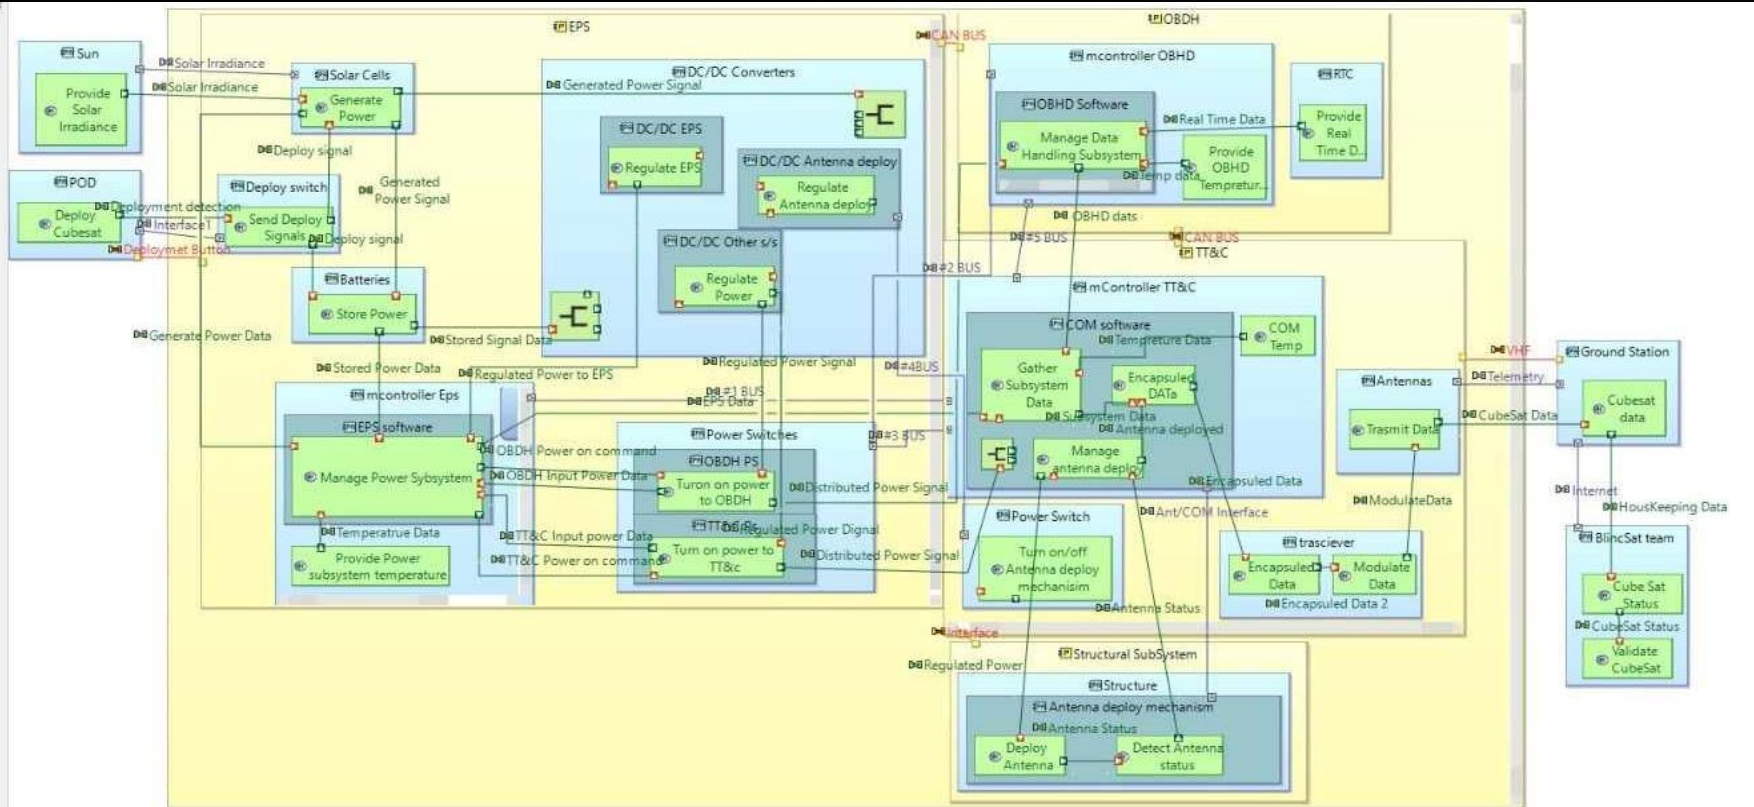 EPS
OBDH
CAN BUS
Sun
Solar Irradiance
Solar Irradiance
Provide
Solar
Irradiance
Solar Cells
Generate
Power
Deploy signal
Generated Power Signal
DC/DC Converters
DC/DC EPS
Regulate EPS
DC/DC Antenna deploy
Regulate
Antenna deploy
DC/DC Other s/s
Regulate
Power
mcontroller OBHD
OBHD Software
Manage Data
Handling Subsystem
Real Time Data
Temp data
Provide
OBHD
Tempretur...
RTC
Provide
Real
Time D...
OBHD dats
POD
Deploy
Cubesat
Deployment detection
Interface1
Deploymet Button
Deploy switch
Send Deploy
Signals
Deploy signal
Generated
Power Signal
Batteries
Store Power
Generate Power Data
Stored Signal Data
Stored Power Data
Regulated Power to EPS
Regulated Power Signal
#5 BUS
#2 BUS
CAN BUS
TT&C
mController TT&C
COM software
Tempreture Data
COM
Temp
Gather
Subsystem
Data
Encapsuled
DATa
Subsystem Data
Antenna deployed
Manage
antenna deploy
Encapsuled Data
#4BUS
#1 BUS
EPS Data
#3 BUS
mcontroller Eps
EPS software
Manage Power Subsystem
Temperatrue Data
Provide Power
subsystem temperature
OBDH Power on command
OBDH Input Power Data
TT&C Input power Data
TT&C Power on command
Power Switches
OBDH PS
Turon on power
to OBDH
Distributed Power Signal
Regulated Power Dignal
Turn on power to
TT&c
Distributed Power Signal
Power Switch
Turn on/off
Antenna deploy
mechanisim
Ant/COM Interface
Antenna Status
trasciever
Encapsuled
Data
Modulate
Data
Encapsuled Data 2
ModulateData
Antennas
Trasmit Data
VHF
Telemetry
CubeSat Data
Ground Station
Cubesat
data
Internet
HousKeeping Data
BlincSat team
Cube Sat
Status
CubeSat Status
Validate
CubeSat
Interface
Regulated Power
Structural SubSystem
Structure
Antenna deploy mechanism
Antenna Status
Deploy
Antenna
Detect Antenna
status